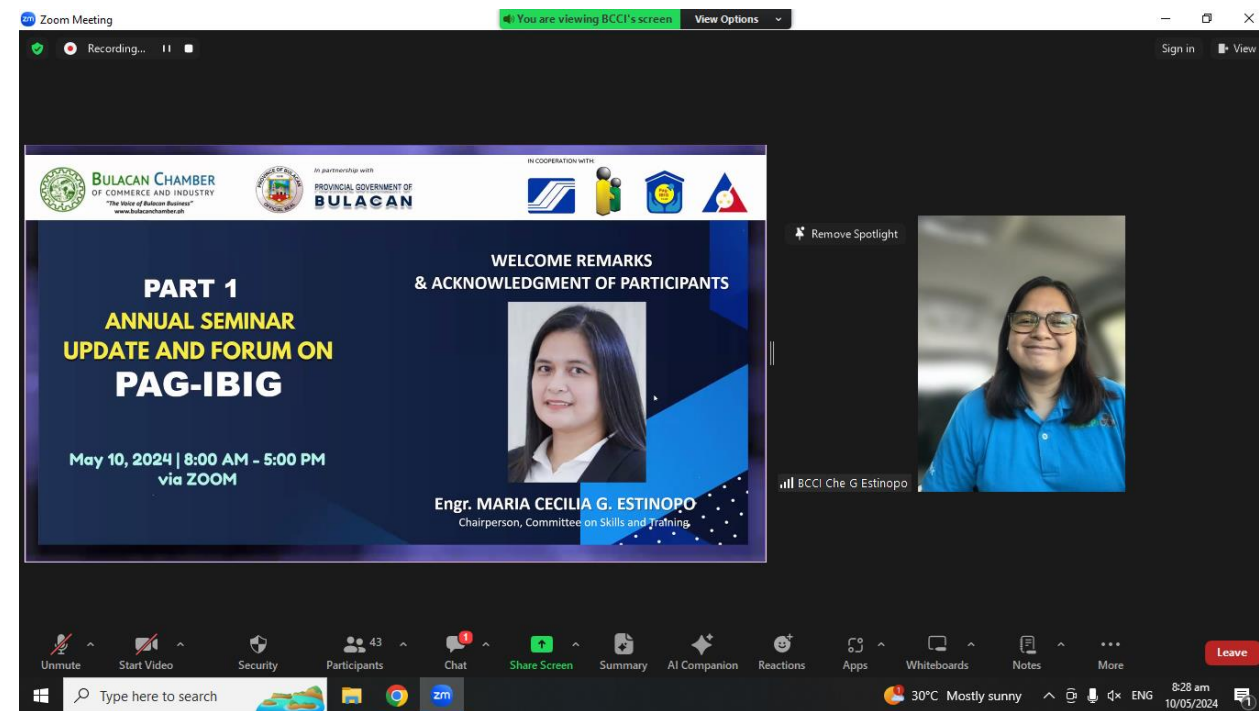 Zoom Meeting
You are viewing BCCI's screen
View Options
Recording...
Sign in
View
BULACAN CHAMBER
OF COMMERCE AND INDUSTRY
"The Voice of Bulacan Business"
www.bulacanchamber.ph
In partnership with
PROVINCIAL GOVERNMENT OF
BULACAN
IN COOPERATION WITH:
PART 1
ANNUAL SEMINAR
UPDATE AND FORUM ON
PAG-IBIG
May 10, 2024 | 8:00 AM - 5:00 PM
via ZOOM
WELCOME REMARKS
& ACKNOWLEDGMENT OF PARTICIPANTS
Engr. MARIA CECILIA G. ESTINOPO
Chairperson, Committee on Skills and Training
Remove Spotlight
BCCI Che G Estinopo
Unmute
Start Video
Security
43
Participants
1
Chat
Share Screen
Summary
AI Companion
Reactions
Apps
Whiteboards
Notes
More
Leave
Type here to search
zm
30°C Mostly sunny
ENG
8:28 am
10/05/2024